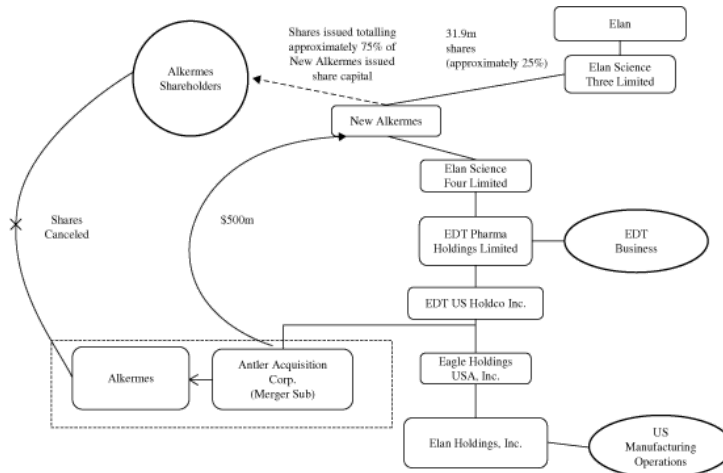 Shares issued totalling
approximately 75% of
New Alkermes issued
share capital
31.9m
shares
(approximately 25%)
Elan
Elan Science
Three Limited
Alkermes
Shareholders
New Alkermes
Elan Science
Four Limited
Shares
Canceled
$500m
EDT Pharma
Holdings Limited
EDT
Business
EDT US Holdco Inc.
Alkermes
Antler Acquisition
Corp.
(Merger Sub)
Eagle Holdings
USA, Inc.
Elan Holdings, Inc.
US
Manufacturing
Operations